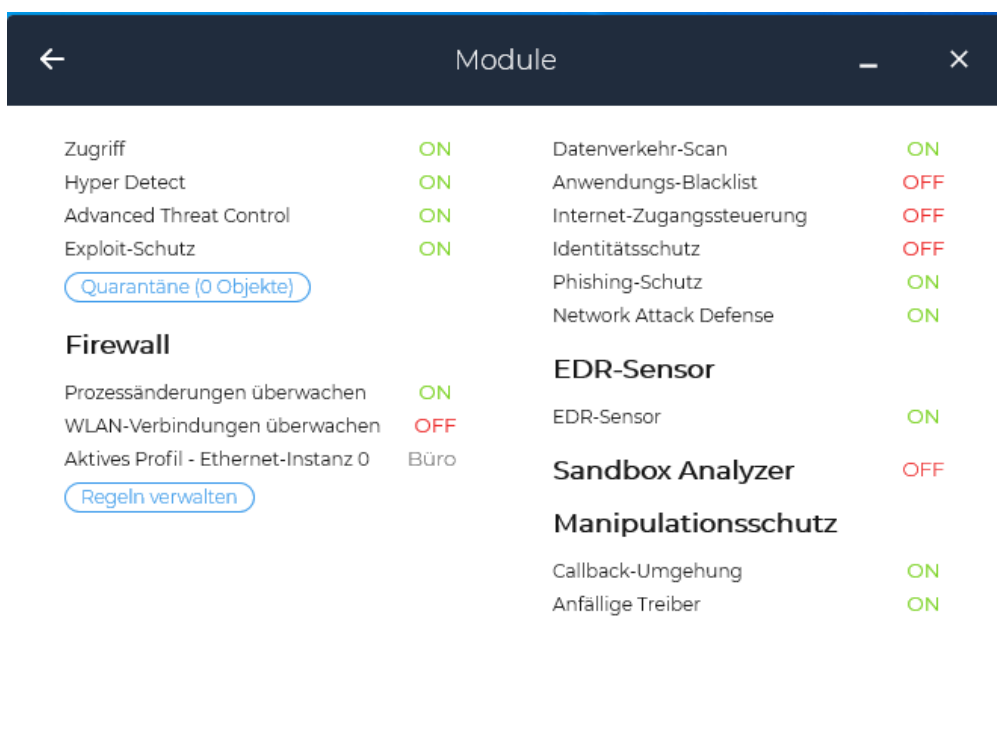 Module
Zugriff ON
Hyper Detect ON
Advanced Threat Control ON
Exploit-Schutz ON
Quarantäne (0 Objekte)
Firewall
Prozessänderungen überwachen ON
WLAN-Verbindungen überwachen OFF
Aktives Profil - Ethernet-Instanz 0 Büro
Regeln verwalten
Datenverkehr-Scan ON
Anwendungs-Blacklist OFF
Internet-Zugangssteuerung OFF
Identitätsschutz OFF
Phishing-Schutz ON
Network Attack Defense ON
EDR-Sensor
EDR-Sensor ON
Sandbox Analyzer OFF
Manipulationsschutz
Callback-Umgehung ON
Anfällige Treiber ON